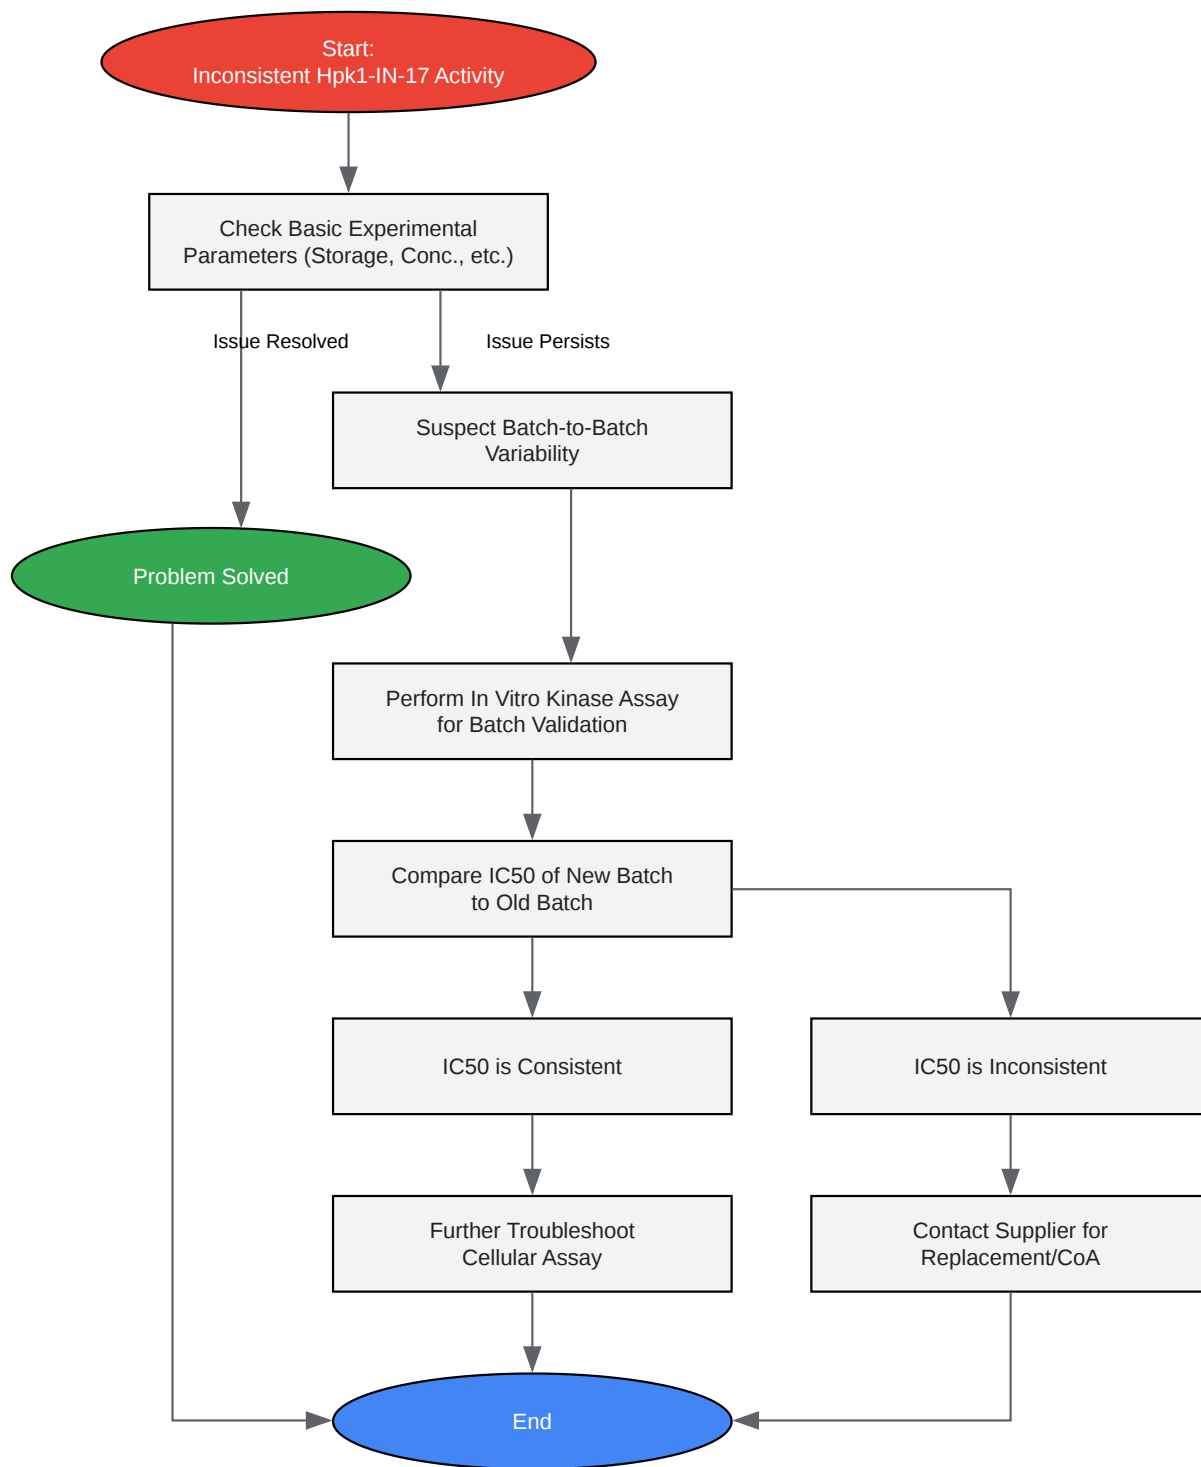 Start:
Inconsistent Hpk1-IN-17 Activity
Check Basic Experimental
Parameters (Storage, Conc., etc.)
Issue Resolved
Issue Persists
Suspect Batch-to-Batch
Variability
Problem Solved
Perform In Vitro Kinase Assay
for Batch Validation
Compare IC50 of New Batch
to Old Batch
IC50 is Consistent
IC50 is Inconsistent
Further Troubleshoot
Cellular Assay
Contact Supplier for
Replacement/CoA
End